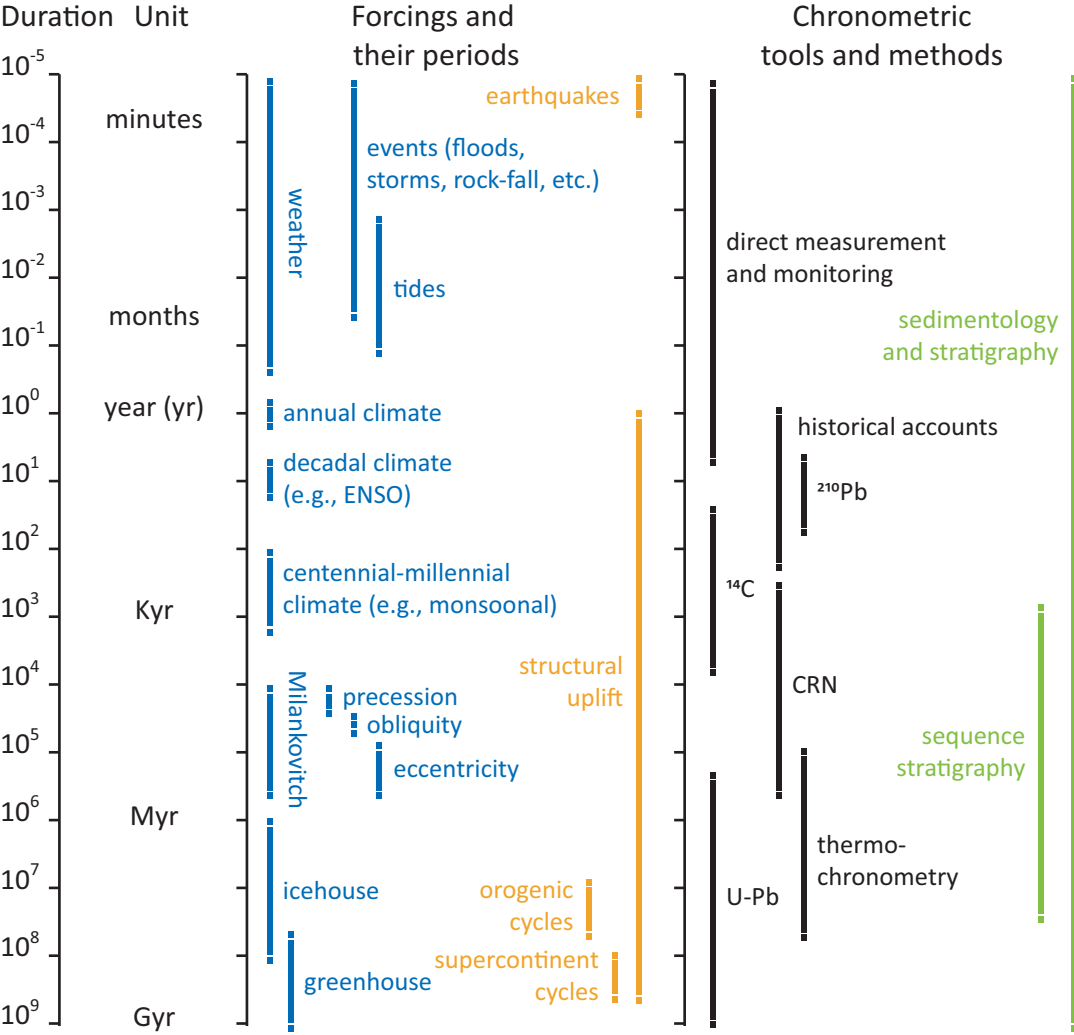 Duration Unit
Forcings and
their periods
Chronometric
tools and methods
10⁻⁵
10⁻⁴
10⁻³
10⁻²
10⁻¹
10⁰
10¹
10²
10³
10⁴
10⁵
10⁶
10⁷
10⁸
10⁹
minutes
months
year (yr)
Kyr
Myr
Gyr
weather
events (floods,
storms, rock-fall, etc.)
tides
earthquakes
annual climate
decadal climate
(e.g., ENSO)
centennial-millennial
climate (e.g., monsoonal)
structural
uplift
Milankovitch
precession
obliquity
eccentricity
icehouse
greenhouse
orogenic
cycles
supercontinent
cycles
direct measurement
and monitoring
historical accounts
²¹⁰Pb
¹⁴C
CRN
thermo-
chronometry
U-Pb
sedimentology
and stratigraphy
sequence
stratigraphy